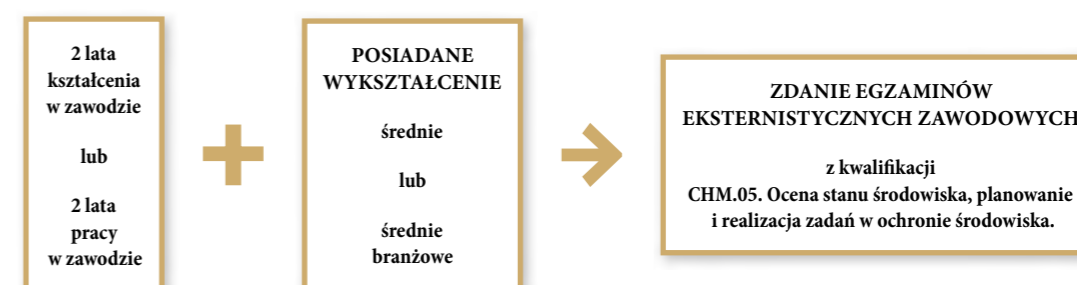 2 lata
kształcenia
w zawodzie
lub
2 lata
pracy
w zawodzie
POSIADANE
WYKSZTAŁCENIE
średnie
lub
średnie
branżowe
ZDANIE EGZAMINÓW
EKSTERNISTYCZNYCH ZAWODOWYCH
z kwalifikacji
CHM.05. Ocena stanu środowiska, planowanie
i realizacja zadań w ochronie środowiska.